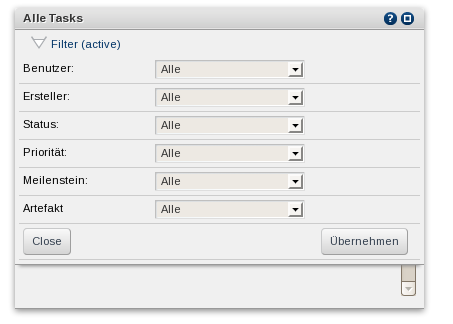 Alle Tasks
Filter (active)
Benutzer: Alle
Ersteller: Alle
Status: Alle
Priorität: Alle
Meilenstein: Alle
Artefakt Alle
Close Übernehmen